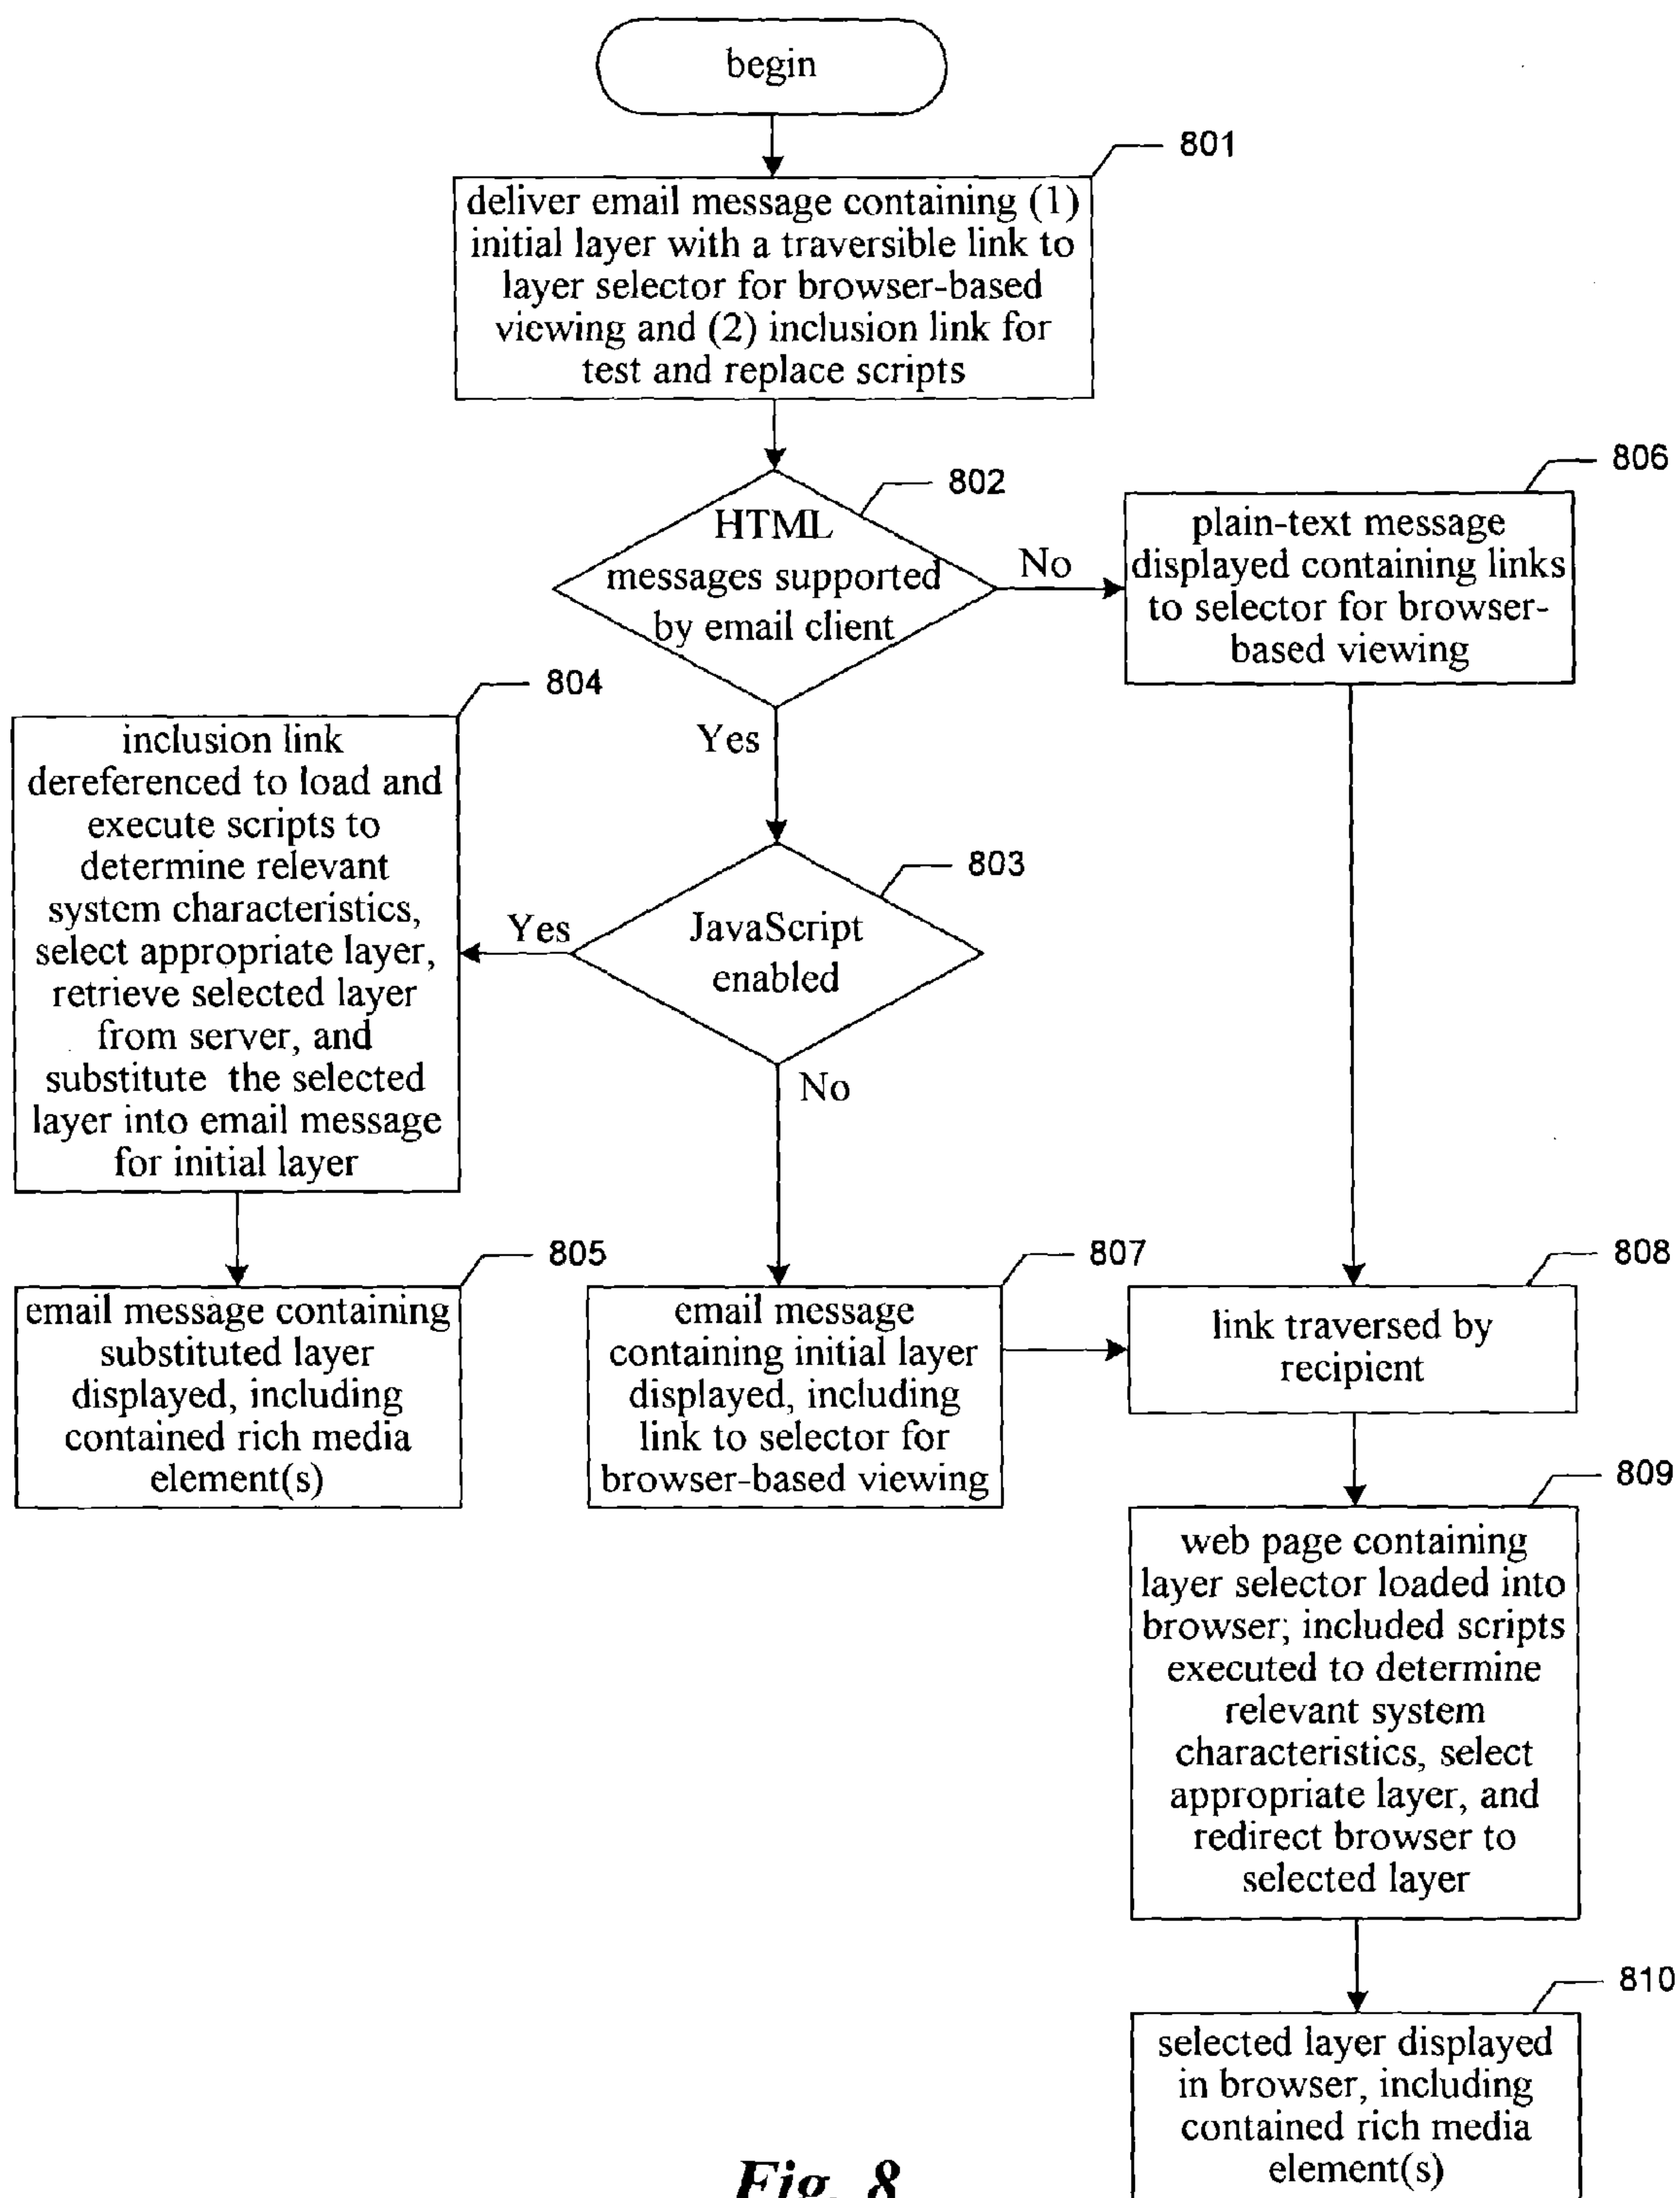 begin
801
deliver email message containing (1)
initial layer with a traversible link to
layer selector for browser-based
viewing and (2) inclusion link for
test and replace scripts
802
HTML
messages supported
by email client
No
Yes
806
plain-text message
displayed containing links
to selector for browser-
based viewing
804
inclusion link
dereferenced to load and
execute scripts to
determine relevant
system characteristics,
select appropriate layer,
retrieve selected layer
from server, and
substitute the selected
layer into email message
for initial layer
803
JavaScript
enabled
Yes
No
805
email message containing
substituted layer
displayed, including
contained rich media
element(s)
807
email message
containing initial layer
displayed, including
link to selector for
browser-based viewing
808
link traversed by
recipient
809
web page containing
layer selector loaded into
browser; included scripts
executed to determine
relevant system
characteristics, select
appropriate layer, and
redirect browser to
selected layer
810
selected layer displayed
in browser, including
contained rich media
element(s)
Fig. 8